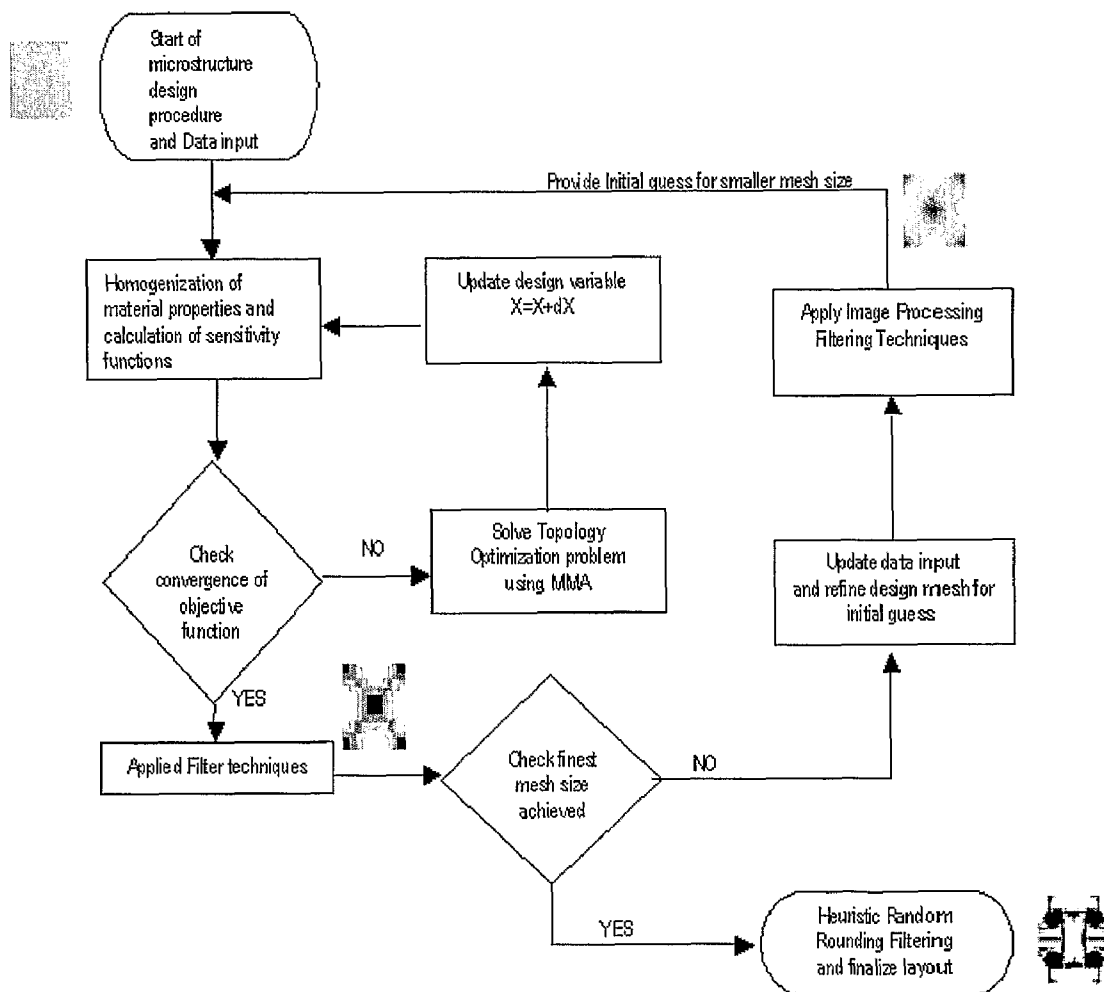 Start of
microstructure
design
procedure
and Data input
Provide Initial guess for smaller mesh size
Homogenization of
material properties and
calculation of sensitivity
functions
Update design variable
X=X+dX
Apply Image Processing
Filtering Techniques
Check
convergence of
objective
function
NO
Solve Topology
Optimization problem
using MMA
Update data input
and refine design mesh for
initial guess
YES
Applied Filter techniques
Check finest
mesh size
achieved
NO
YES
Heuristic Random
Rounding Filtering
and finalize layout